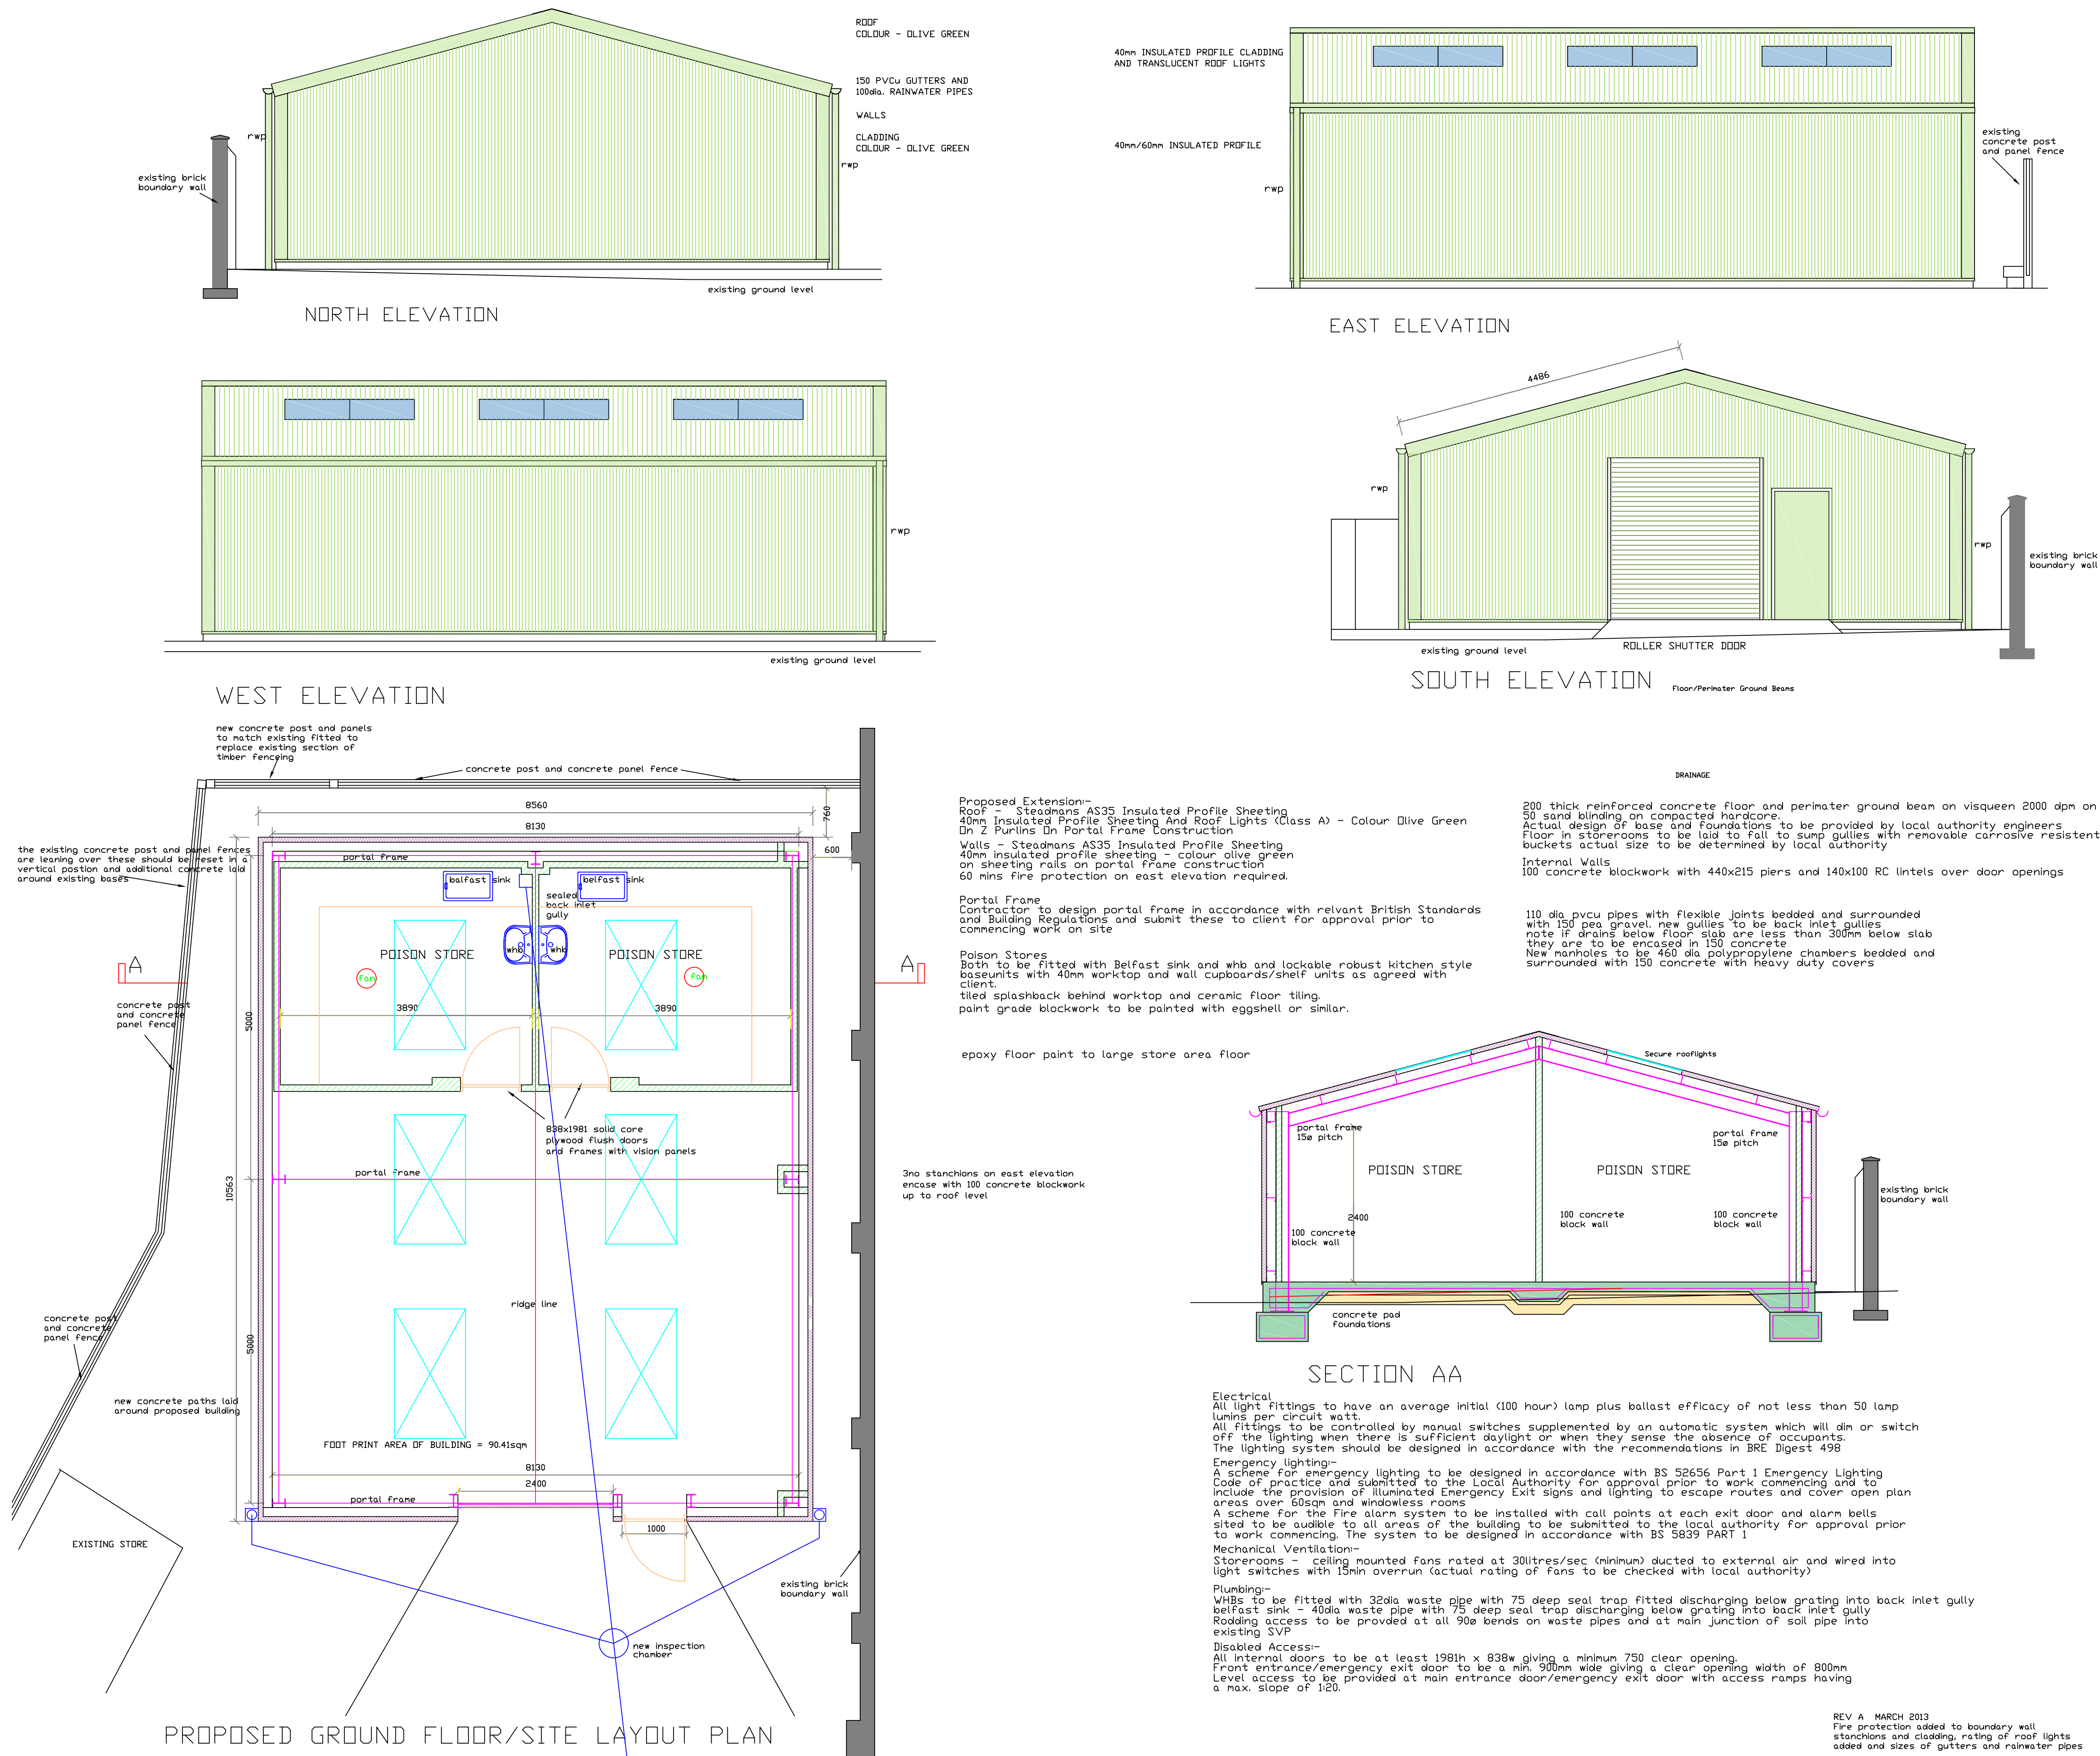 ROOF
COLOUR - OLIVE GREEN
150 PVCu GUTTERS AND
100dia. RAINWATER PIPES
WALLS
CLADDING
COLOUR - OLIVE GREEN
rwp
rwp
existing brick
boundary wall
existing ground level
NORTH ELEVATION
40mm INSULATED PROFILE CLADDING
AND TRANSLUCENT ROOF LIGHTS
40mm/60mm INSULATED PROFILE
rwp
existing
concrete post
and panel fence
EAST ELEVATION
rwp
existing ground level
WEST ELEVATION
4486
rwp
rwp
existing brick
boundary wall
existing ground level
ROLLER SHUTTER DOOR
SOUTH ELEVATION
Floor/Perimater Ground Beams
new concrete post and panels
to match existing fitted to
replace existing section of
timber fenceing
concrete post and concrete panel fence
8560
8130
760
600
the existing concrete post and panel fences
are leaning over these should be reset in a
vertical postion and additional concrete laid
around existing bases
portal frame
balfast sink
belfast sink
sealed
back inlet
gully
whb
whb
POISON STORE
POISON STORE
fan
fan
A
A
3890
3890
5000
concrete post
and concrete
panel fence
838x1981 solid core
plywood flush doors
and frames with vision panels
portal frame
10563
3no stanchions on east elevation
encase with 100 concrete blockwork
up to roof level
ridge line
concrete post
and concrete
panel fence
5000
new concrete paths laid
around proposed building
FOOT PRINT AREA OF BUILDING = 90.41sqm
8130
2400
portal frame
1000
EXISTING STORE
existing brick
boundary wall
new inspection
chamber
PROPOSED GROUND FLOOR/SITE LAYOUT PLAN
Proposed Extension:-
Roof - Steadmans AS35 Insulated Profile Sheeting
40mm Insulated Profile Sheeting And Roof Lights (Class A) - Colour Olive Green
On Z Purlins On Portal Frame Construction
Walls - Steadmans AS35 Insulated Profile Sheeting
40mm insulated profile sheeting - colour olive green
on sheeting rails on portal frame construction
60 mins fire protection on east elevation required.
Portal Frame
Contractor to design portal frame in accordance with relvant British Standards
and Building Regulations and submit these to client for approval prior to
commencing work on site
Poison Stores
Both to be fitted with Belfast sink and whb and lockable robust kitchen style
baseunits with 40mm worktop and wall cupboards/shelf units as agreed with
client.
tiled splashback behind worktop and ceramic floor tiling.
paint grade blockwork to be painted with eggshell or similar.
epoxy floor paint to large store area floor
DRAINAGE
200 thick reinforced concrete floor and perimater ground beam on visqueen 2000 dpm on
50 sand blinding on compacted hardcore.
Actual design of base and foundations to be provided by local authority engineers
Floor in storerooms to be laid to fall to sump gullies with removable carrosive resistent
buckets actual size to be determined by local authority
Internal Walls
100 concrete blockwork with 440x215 piers and 140x100 RC lintels over door openings
110 dia pvcu pipes with flexible joints bedded and surrounded
with 150 pea gravel. new gullies to be back inlet gullies
note if drains below floor slab are less than 300mm below slab
they are to be encased in 150 concrete
New manholes to be 460 dia polypropylene chambers bedded and
surrounded with 150 concrete with heavy duty covers
Secure rooflights
portal frame
15ø pitch
portal frame
15ø pitch
POISON STORE
POISON STORE
2400
100 concrete
block wall
100 concrete
block wall
100 concrete
block wall
existing brick
boundary wall
concrete pad
foundations
SECTION AA
Electrical
All light fittings to have an average initial (100 hour) lamp plus ballast efficacy of not less than 50 lamp
lumins per circuit watt.
All fittings to be controlled by manual switches supplemented by an automatic system which will dim or switch
off the lighting when there is sufficient daylight or when they sense the absence of occupants.
The lighting system should be designed in accordance with the recommendations in BRE Digest 498
Emergency lighting:-
A scheme for emergency lighting to be designed in accordance with BS 52656 Part 1 Emergency Lighting
Code of practice and submitted to the Local Authority for approval prior to work commencing and to
include the provision of illuminated Emergency Exit signs and lighting to escape routes and cover open plan
areas over 60sqm and windowless rooms
A scheme for the Fire alarm system to be installed with call points at each exit door and alarm bells
sited to be audible to all areas of the building to be submitted to the local authority for approval prior
to work commencing. The system to be designed in accordance with BS 5839 PART 1
Mechanical Ventilation:-
Storerooms - ceiling mounted fans rated at 30litres/sec (minimum) ducted to external air and wired into
light switches with 15min overrun (actual rating of fans to be checked with local authority)
Plumbing:-
WHBs to be fitted with 32dia waste pipe with 75 deep seal trap fitted discharging below grating into back inlet gully
belfast sink - 40dia waste pipe with 75 deep seal trap discharging below grating into back inlet gully
Rodding access to be provded at all 90ø bends on waste pipes and at main junction of soil pipe into
existing SVP
Disabled Access:-
All internal doors to be at least 1981h x 838w giving a minimum 750 clear opening.
Front entrance/emergency exit door to be a min. 900mm wide giving a clear opening width of 800mm
Level access to be provided at main entrance door/emergency exit door with access ramps having
a max. slope of 1:20.
REV A MARCH 2013
Fire protection added to boundary wall
stanchions and cladding, rating of roof lights
added and sizes of gutters and rainwater pipes